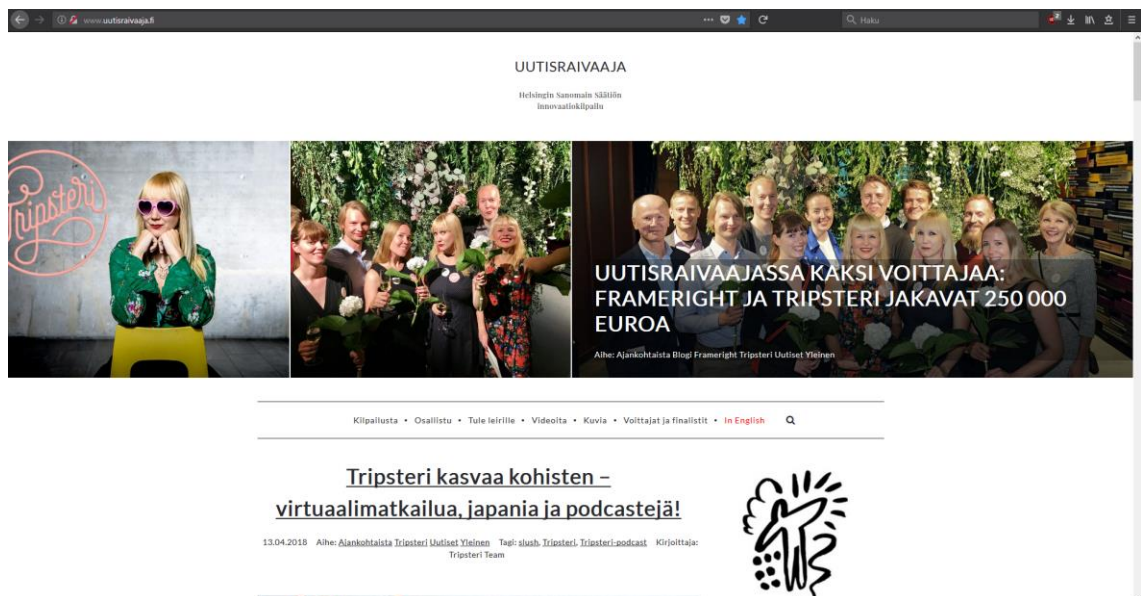 www.uutisraivaaja.fi
Haku
2
UUTISRAIVAAJA
Helsingin Sanomain Säätiön
innovaatiokilpailu
Tripsteri
UUTISRAIVAAJASSA KAKSI VOITTAJAA:
FRAMERIGHT JA TRIPSTERI JAKAVAT 250 000
EUROA
Aihe: Ajankohtaista Blogi Frameright Tripsteri Uutiset Yleinen
Kilpailusta • Osallistu • Tule leirille • Videoita • Kuvia • Voittajat ja finalistit • In English
Tripsteri kasvaa kohisten –
virtuaalimatkailua, japania ja podcastejä!
13.04.2018 Aihe: Ajankohtaista Tripsteri Uutiset Yleinen Tagi: slush, Tripsteri, Tripsteri-podcast Kirjoittaja:
Tripsteri Team